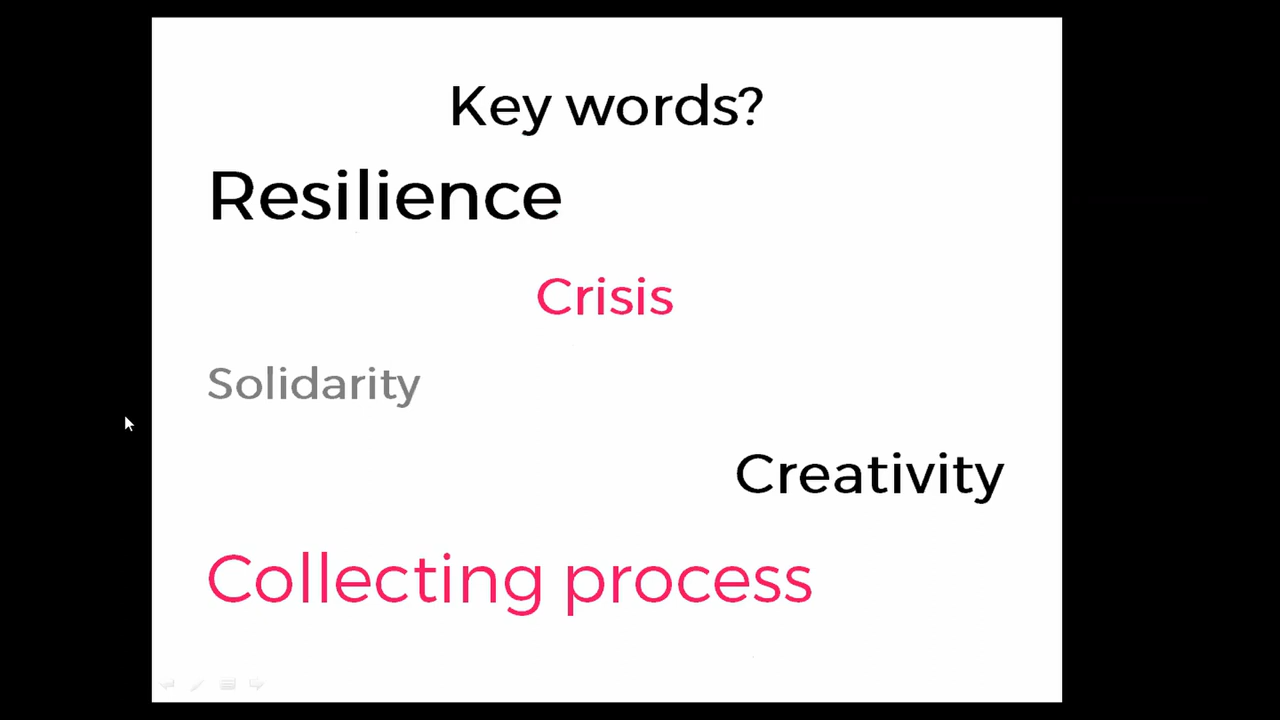 Key words?
Resilience
Crisis
Solidarity
Creativity
Collecting process